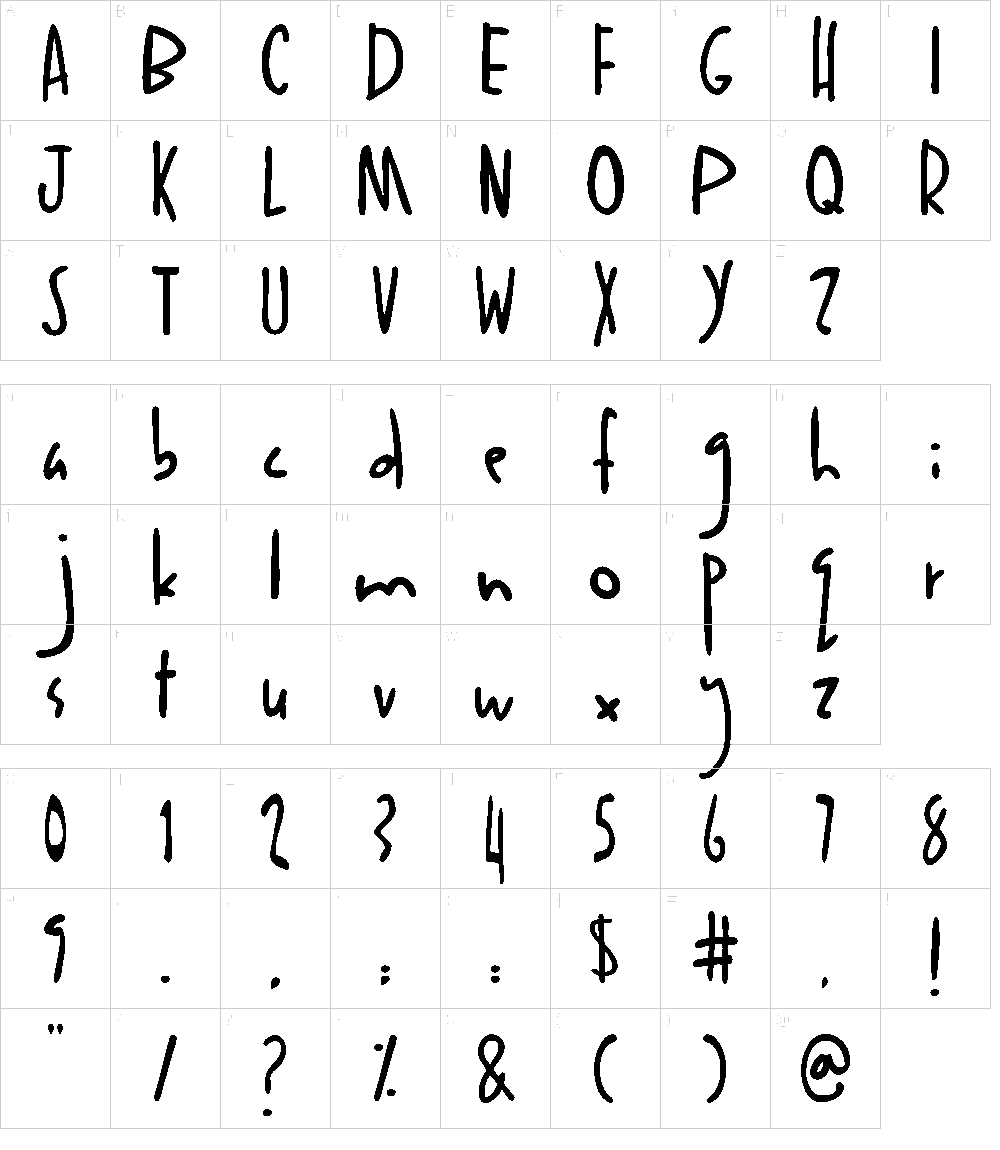 A B C D E F G H I
J K L M N O P Q R
S T U V W X Y Z
a b c d e f g h i
j k l m n o p q r
s t u v w x y z
0 1 2 3 4 5 6 7 8
9 . , : : $ # , !
" / ? % & ( ) @